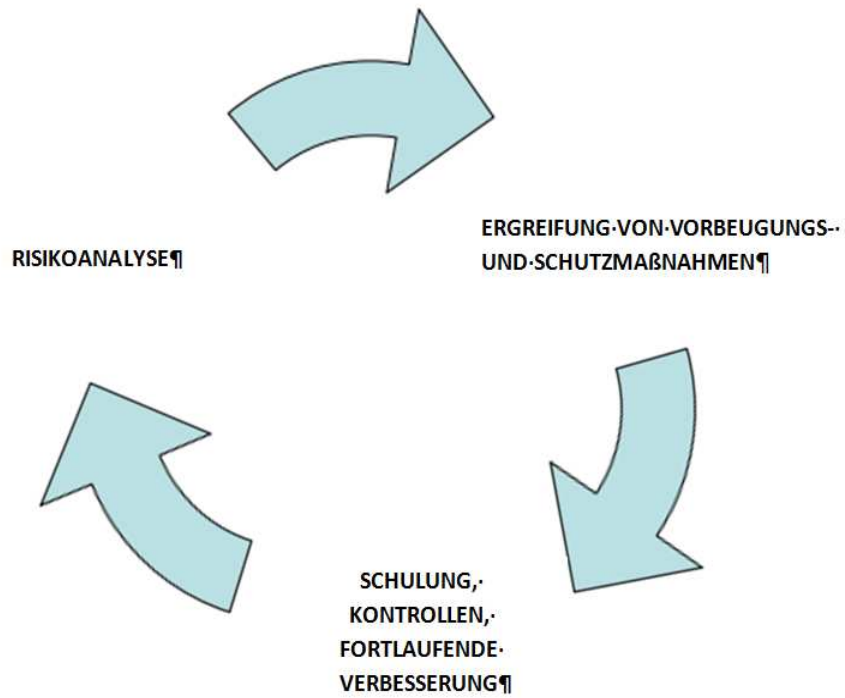 RISIKOANALYSE¶
ERGREIFUNG·VON·VORBEUGUNGS-·
UND·SCHUTZMAßNAHMEN¶
SCHULUNG,·
KONTROLLEN,·
FORTLAUFENDE·
VERBESSERUNG¶